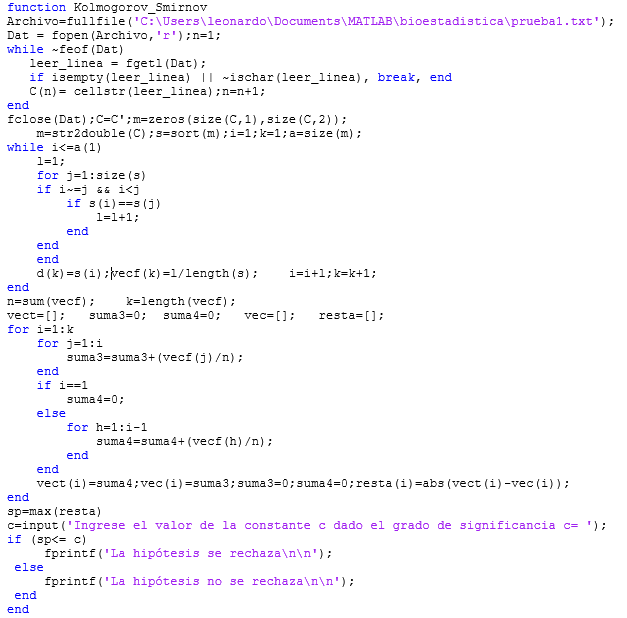 function Kolmogorov_Smirnov
Archivo=fullfile('C:\Users\leonardo\Documents\MATLAB\bioestadistica\prueba1.txt');
Dat = fopen(Archivo,'r');n=1;
while ~feof(Dat)
   leer_linea = fgetl(Dat);
   if isempty(leer_linea) || ~ischar(leer_linea), break, end
   C(n)= cellstr(leer_linea);n=n+1;
end
fclose(Dat);C=C';m=zeros(size(C,1),size(C,2));
    m=str2double(C);s=sort(m);i=1;k=1;a=size(m);
while i<=a(1)
    l=1;
    for j=1:size(s)
    if i~=j && i<j
        if s(i)==s(j)
            l=l+1;
        end
    end
    end
    d(k)=s(i);vecf(k)=l/length(s);    i=i+l;k=k+1;
end
n=sum(vecf);    k=length(vecf);
vect=[];   suma3=0;  suma4=0;   vec=[];   resta=[];
for i=1:k
    for j=1:i
        suma3=suma3+(vecf(j)/n);
    end
    if i==1
        suma4=0;
    else
        for h=1:i-1
            suma4=suma4+(vecf(h)/n);
        end
    end
    vect(i)=suma4;vec(i)=suma3;suma3=0;suma4=0;resta(i)=abs(vect(i)-vec(i));
end
sp=max(resta)
c=input('Ingrese el valor de la constante c dado el grado de significancia c= ');
if (sp<= c)
     fprintf('La hipótesis se rechaza\n\n');
 else
     fprintf('La hipótesis no se rechaza\n\n');
 end
end